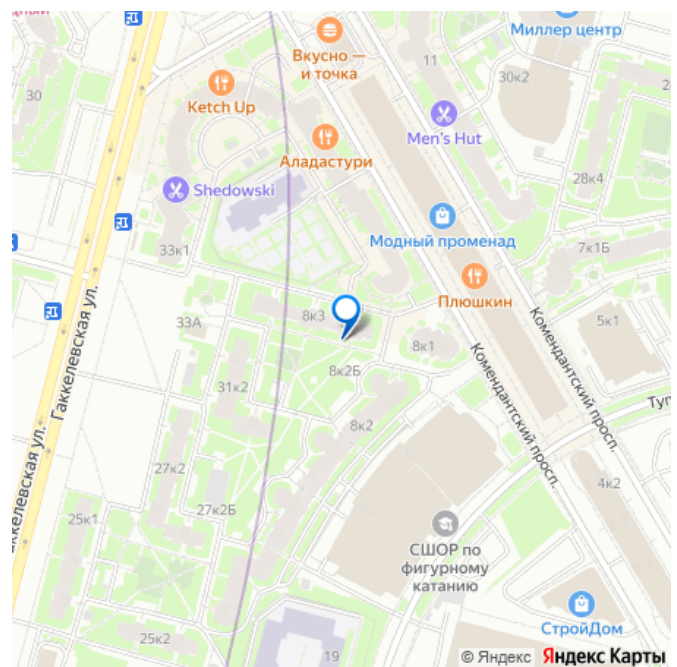 Миллер центр
Вкусно —
и точка
11
30к2
30
Ketch Up
Men's Hut
Аладастури
28к4
Shedowski
Модный променад
7к1Б
33к1
Плюшкин
8к3
33А
5к1
8к1
Гаккелевская ул.
Комендантский просп.
8к2Б
31к2
Комендантский просп.
Туп
8к2
27к2
4к2
27к2Б
25к1
СШОР по
фигурному
катанию
СтройДом
25к2
19
© Яндекс Яндекс Карты